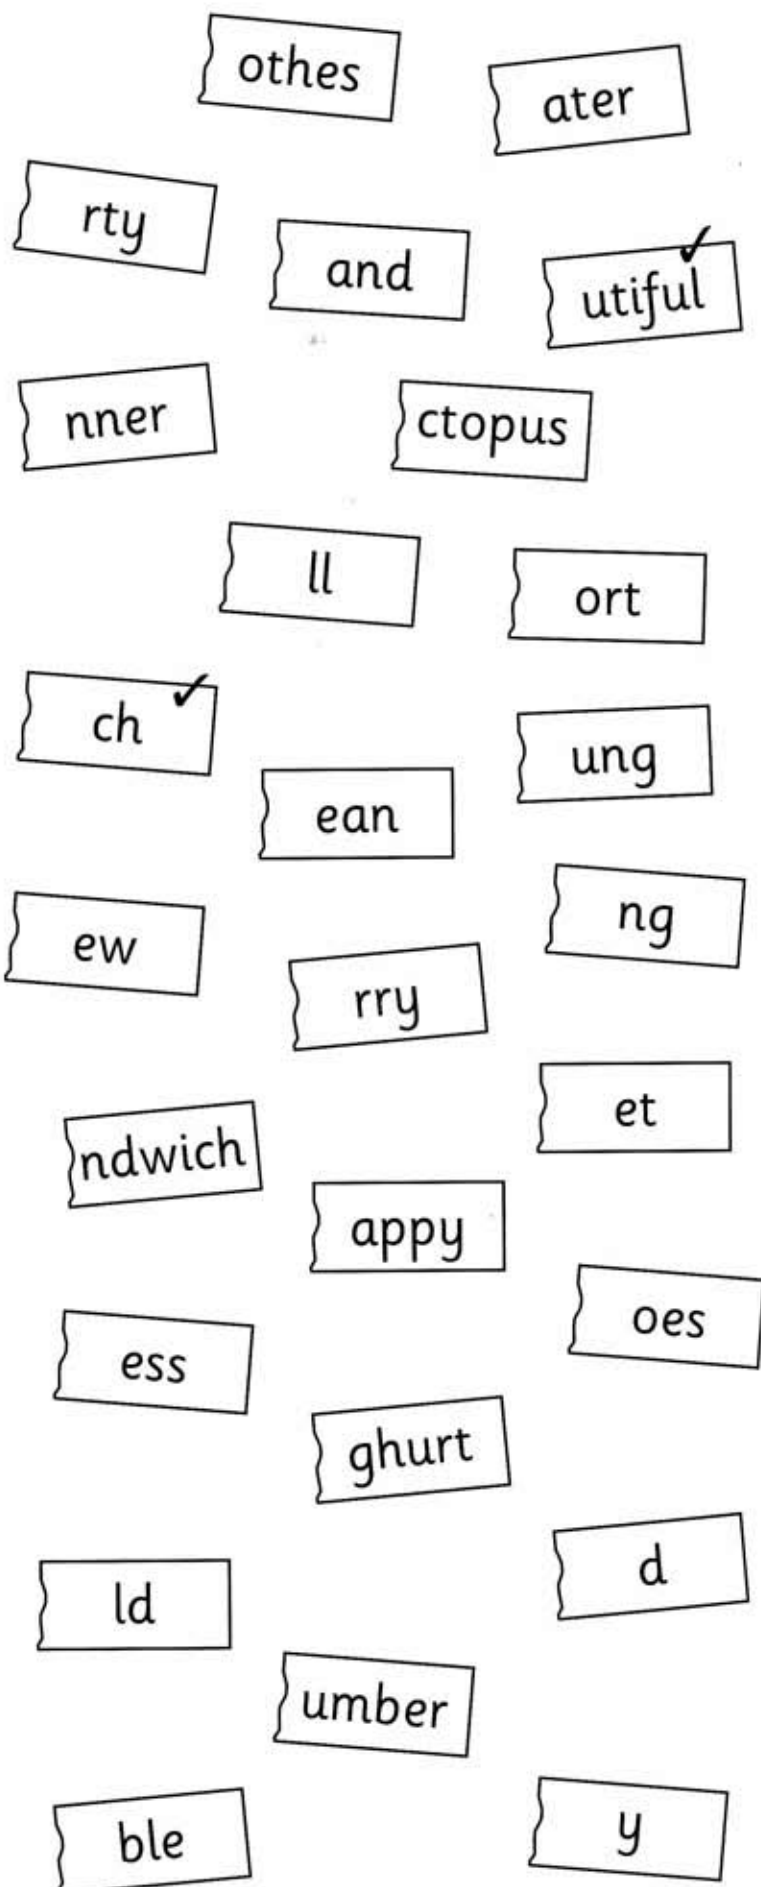 othes
ater
rty
and
utiful
nner
ctopus
ll
ort
ch
ung
ean
ng
ew
rry
et
ndwich
appy
oes
ess
ghurt
d
ld
umber
y
ble